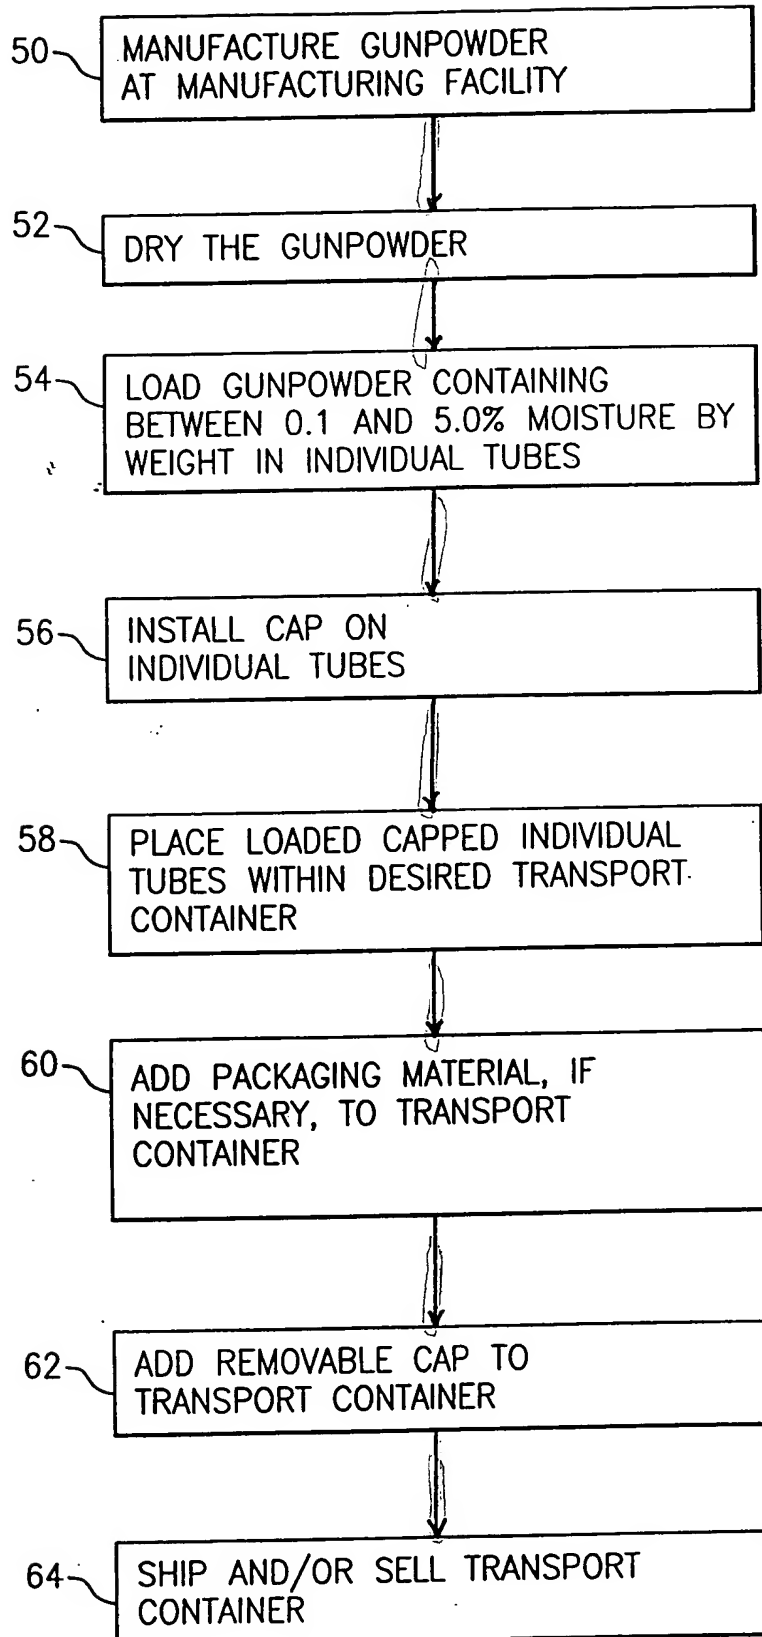 50 MANUFACTURE GUNPOWDER
AT MANUFACTURING FACILITY
52 DRY THE GUNPOWDER
54 LOAD GUNPOWDER CONTAINING
BETWEEN 0.1 AND 5.0% MOISTURE BY
WEIGHT IN INDIVIDUAL TUBES
56 INSTALL CAP ON
INDIVIDUAL TUBES
58 PLACE LOADED CAPPED INDIVIDUAL
TUBES WITHIN DESIRED TRANSPORT
CONTAINER
60 ADD PACKAGING MATERIAL, IF
NECESSARY, TO TRANSPORT
CONTAINER
62 ADD REMOVABLE CAP TO
TRANSPORT CONTAINER
64 SHIP AND/OR SELL TRANSPORT
CONTAINER